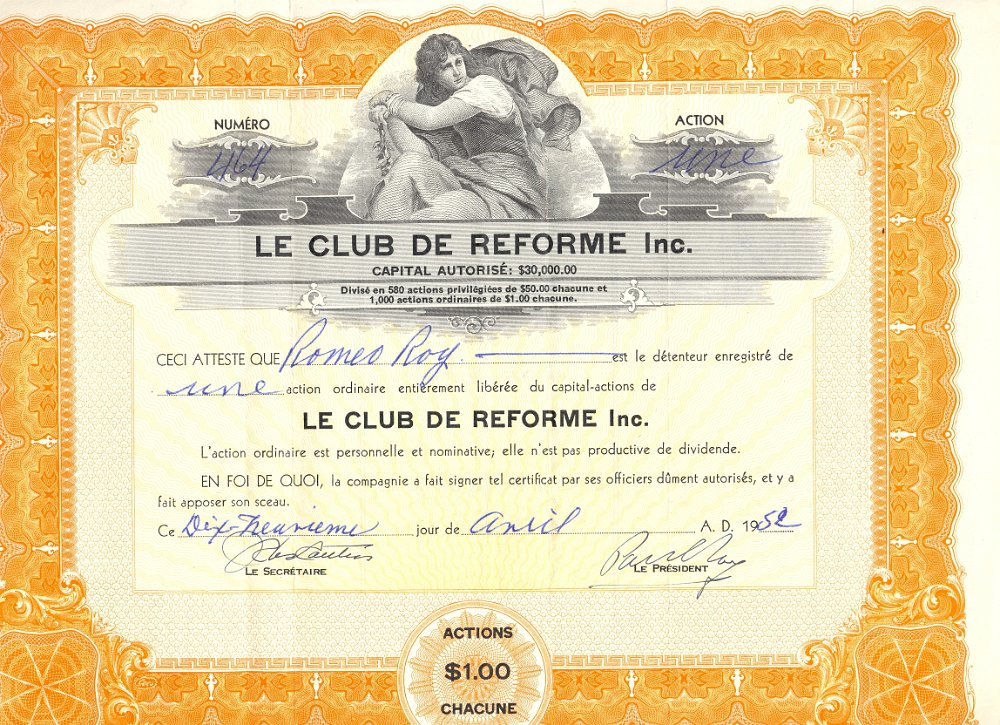 NUMÉRO
464
ACTION
une
LE CLUB DE REFORME Inc.
CAPITAL AUTORISÉ: $30,000.00
Divisé en 580 actions privilégiées de $50.00 chacune et
1,000 actions ordinaires de $1.00 chacune.
CECI ATTESTE QUE Romeo Roy est le détenteur enregistré de
une action ordinaire entièrement libérée du capital-actions de
LE CLUB DE REFORME Inc.
L'action ordinaire est personnelle et nominative; elle n'est pas productive de dividende.
EN FOI DE QUOI, la compagnie a fait signer tel certificat par ses officiers dûment autorisés, et y a
fait apposer son sceau.
Ce Dix-neuvieme jour de avril A. D. 1952
LE SECRÉTAIRE
LE PRÉSIDENT
ACTIONS
$1.00
CHACUNE